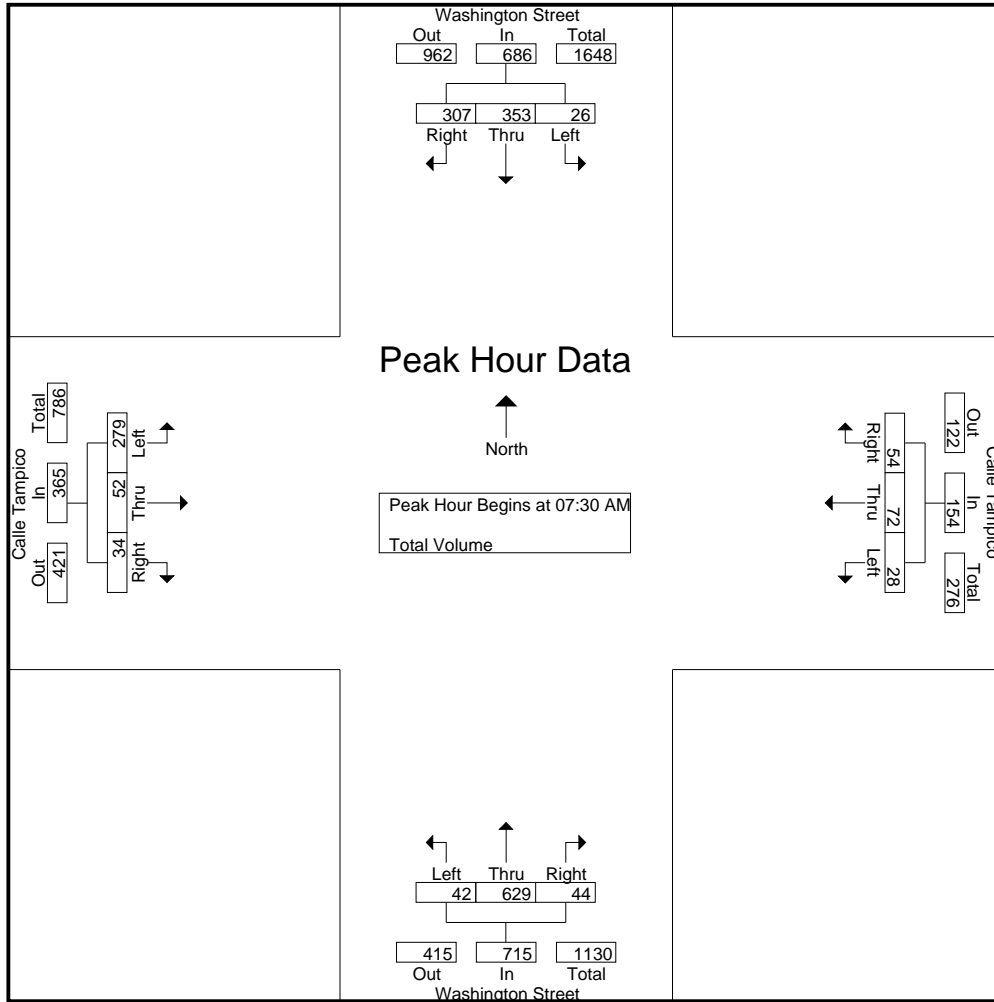 Washington Street
Out In Total
962 686 1648
307 353 26
Right Thru Left
Peak Hour Data
North
Peak Hour Begins at 07:30 AM
Total Volume
Calle Tampico
Total In Out
786 365 421
279 52 34
Left Thru Right
Calle Tampico
Out In Total
122 154 276
54 72 28
Right Thru Left
Left Thru Right
42 629 44
415 715 1130
Out In Total
Washington Street